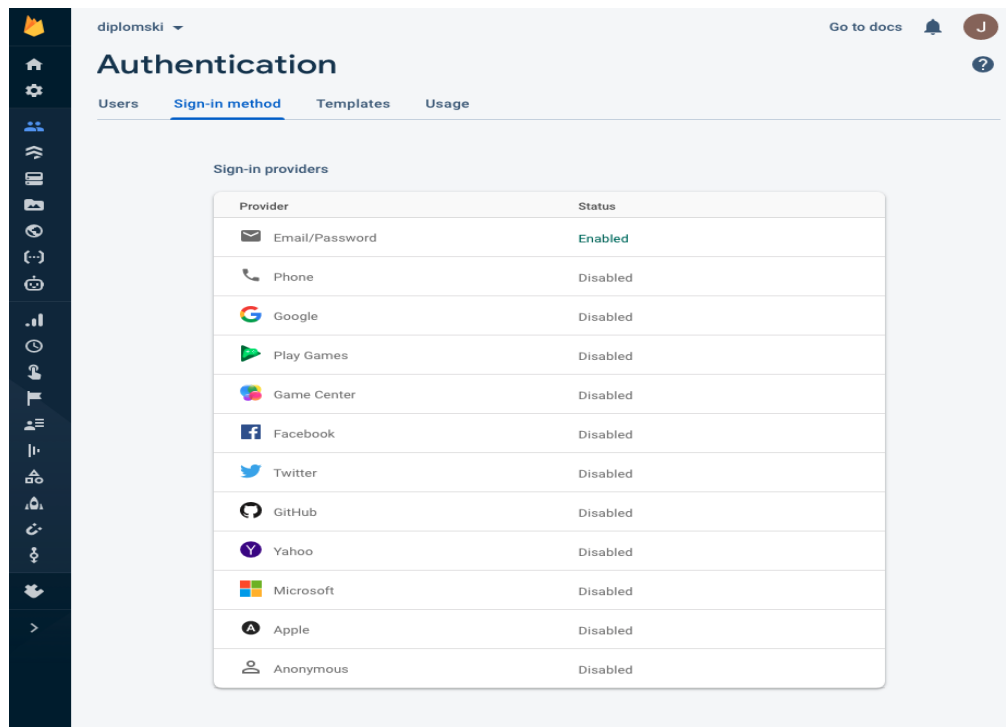 diplomski Go to docs J
Authentication ?
Users Sign-in method Templates Usage
Sign-in providers
Provider Status
Email/Password Enabled
Phone Disabled
Google Disabled
Play Games Disabled
Game Center Disabled
Facebook Disabled
Twitter Disabled
GitHub Disabled
Yahoo Disabled
Microsoft Disabled
Apple Disabled
Anonymous Disabled